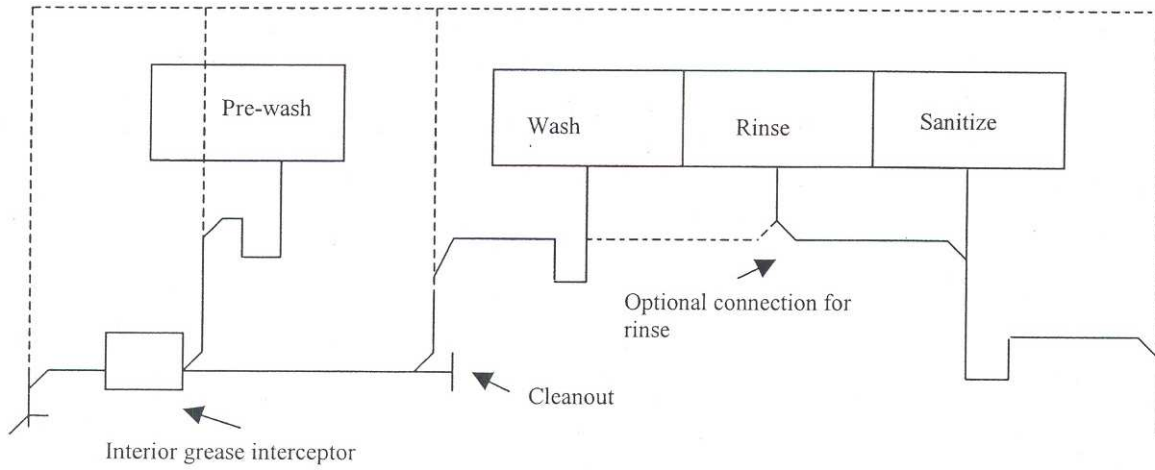 Pre-wash
Wash
Rinse
Sanitize
Optional connection for
rinse
Cleanout
Interior grease interceptor